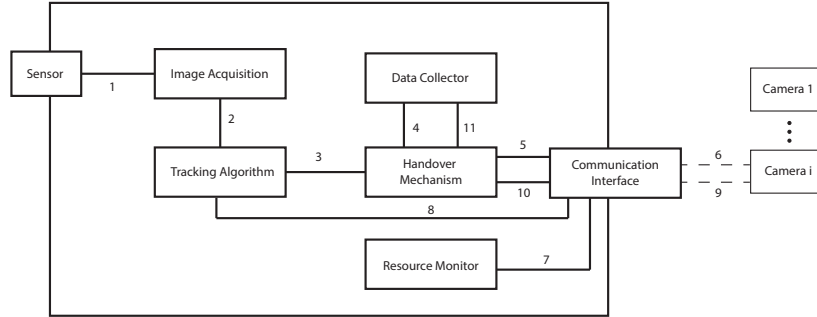 Sensor
1
Image Acquisition
2
Tracking Algorithm
3
Data Collector
4
11
Handover
Mechanism
5
10
Communication
Interface
8
Resource Monitor
7
6
9
Camera 1
Camera i